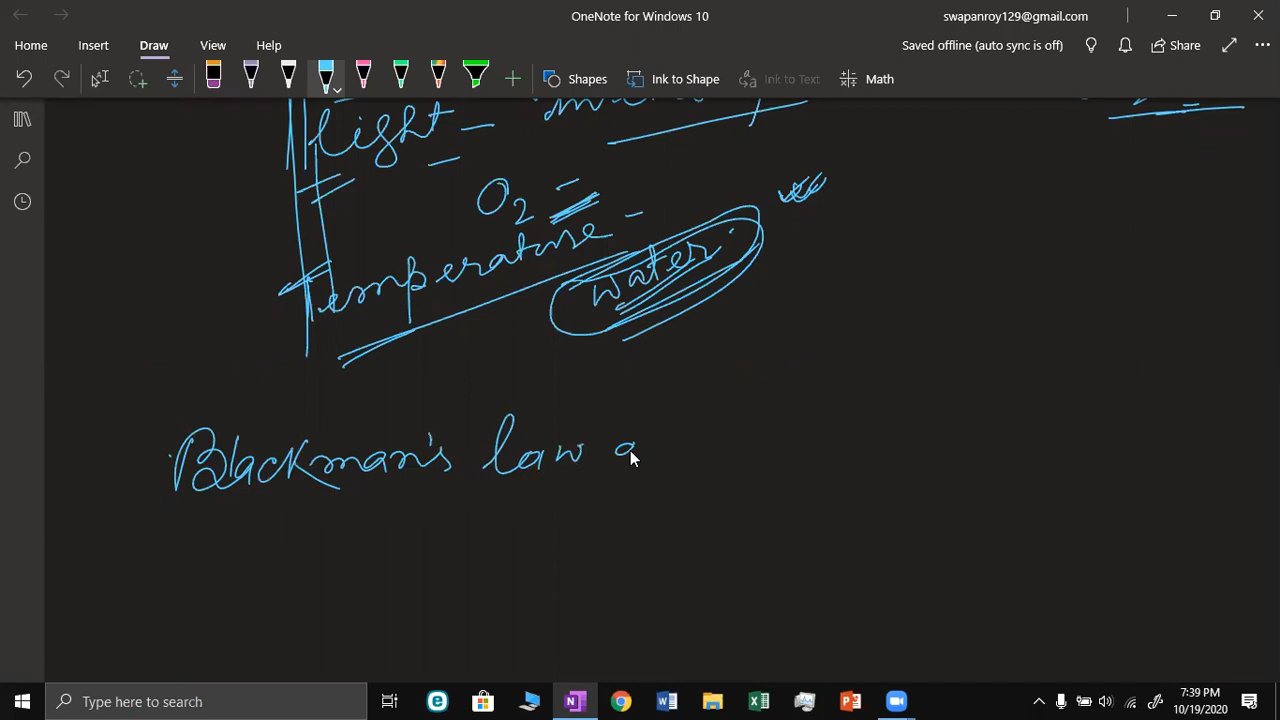 OneNote for Windows 10
swapanroy129@gmail.com
Home Insert Draw View Help
Saved offline (auto sync is off)
Share
Shapes
Ink to Shape
Ink to Text
Math
light -
O2 =
Temperature -
Water.
Blackman's law o
Type here to search
7:39 PM
10/19/2020